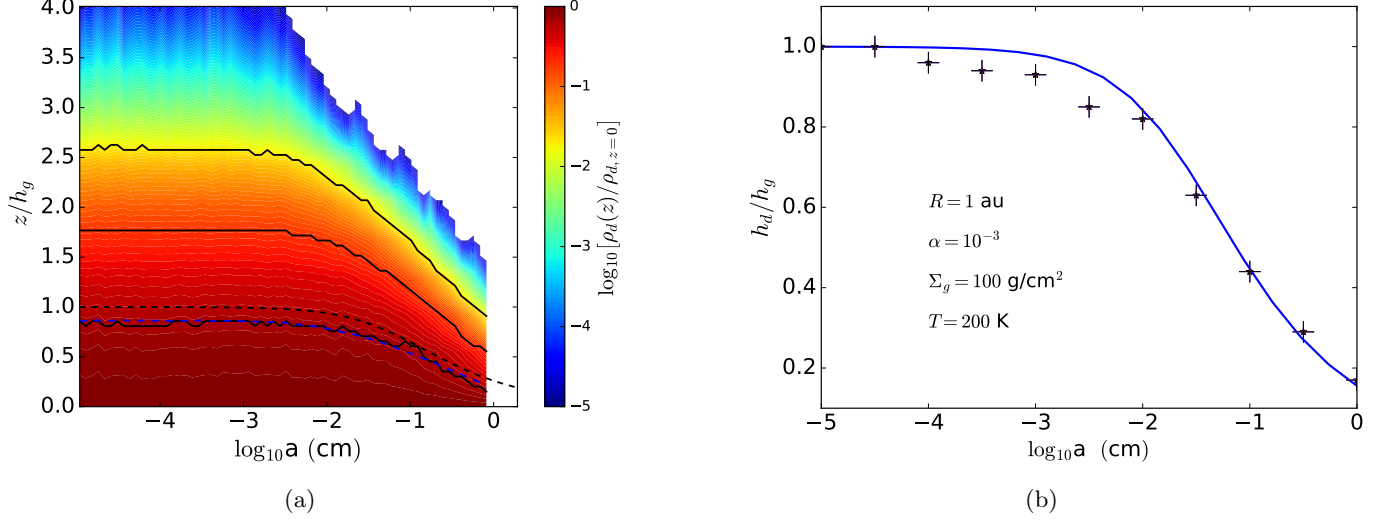 4.0
3.5
3.0
2.5
2.0
1.5
1.0
0.5
0.0
z/h_g
−4 −3 −2 −1 0
log₁₀a (cm)
0
−1
−2
−3
−4
−5
log₁₀[ρ_d(z)/ρ_{d, z=0}]
(a)
1.0
0.8
0.6
0.4
0.2
h_d/h_g
R = 1 au
α = 10⁻³
Σ_g = 100 g/cm²
T = 200 K
−5 −4 −3 −2 −1 0
log₁₀a (cm)
(b)